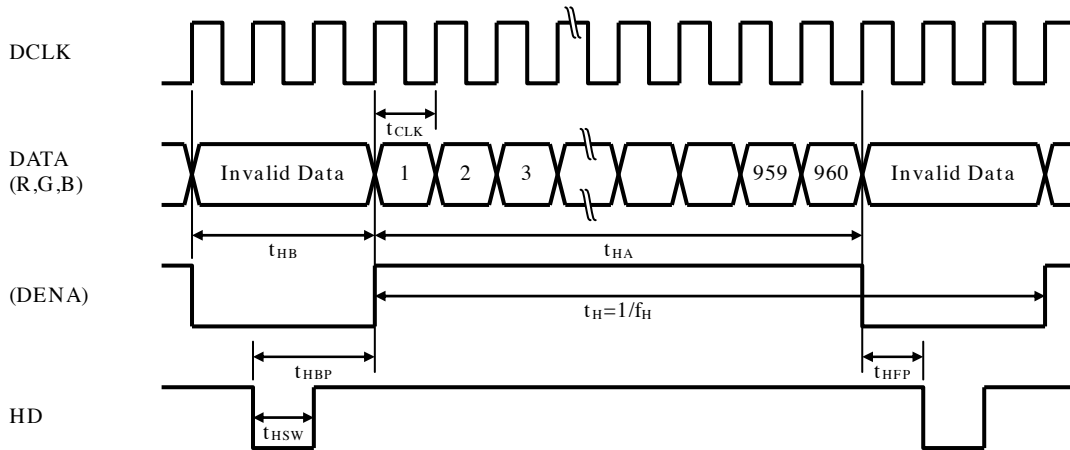 DCLK
tCLK
DATA
(R,G,B)
Invalid Data 1 2 3 959 960 Invalid Data
tHB tHA
(DENA)
tH=1/fH
tHBP tHFP
HD
tHSW